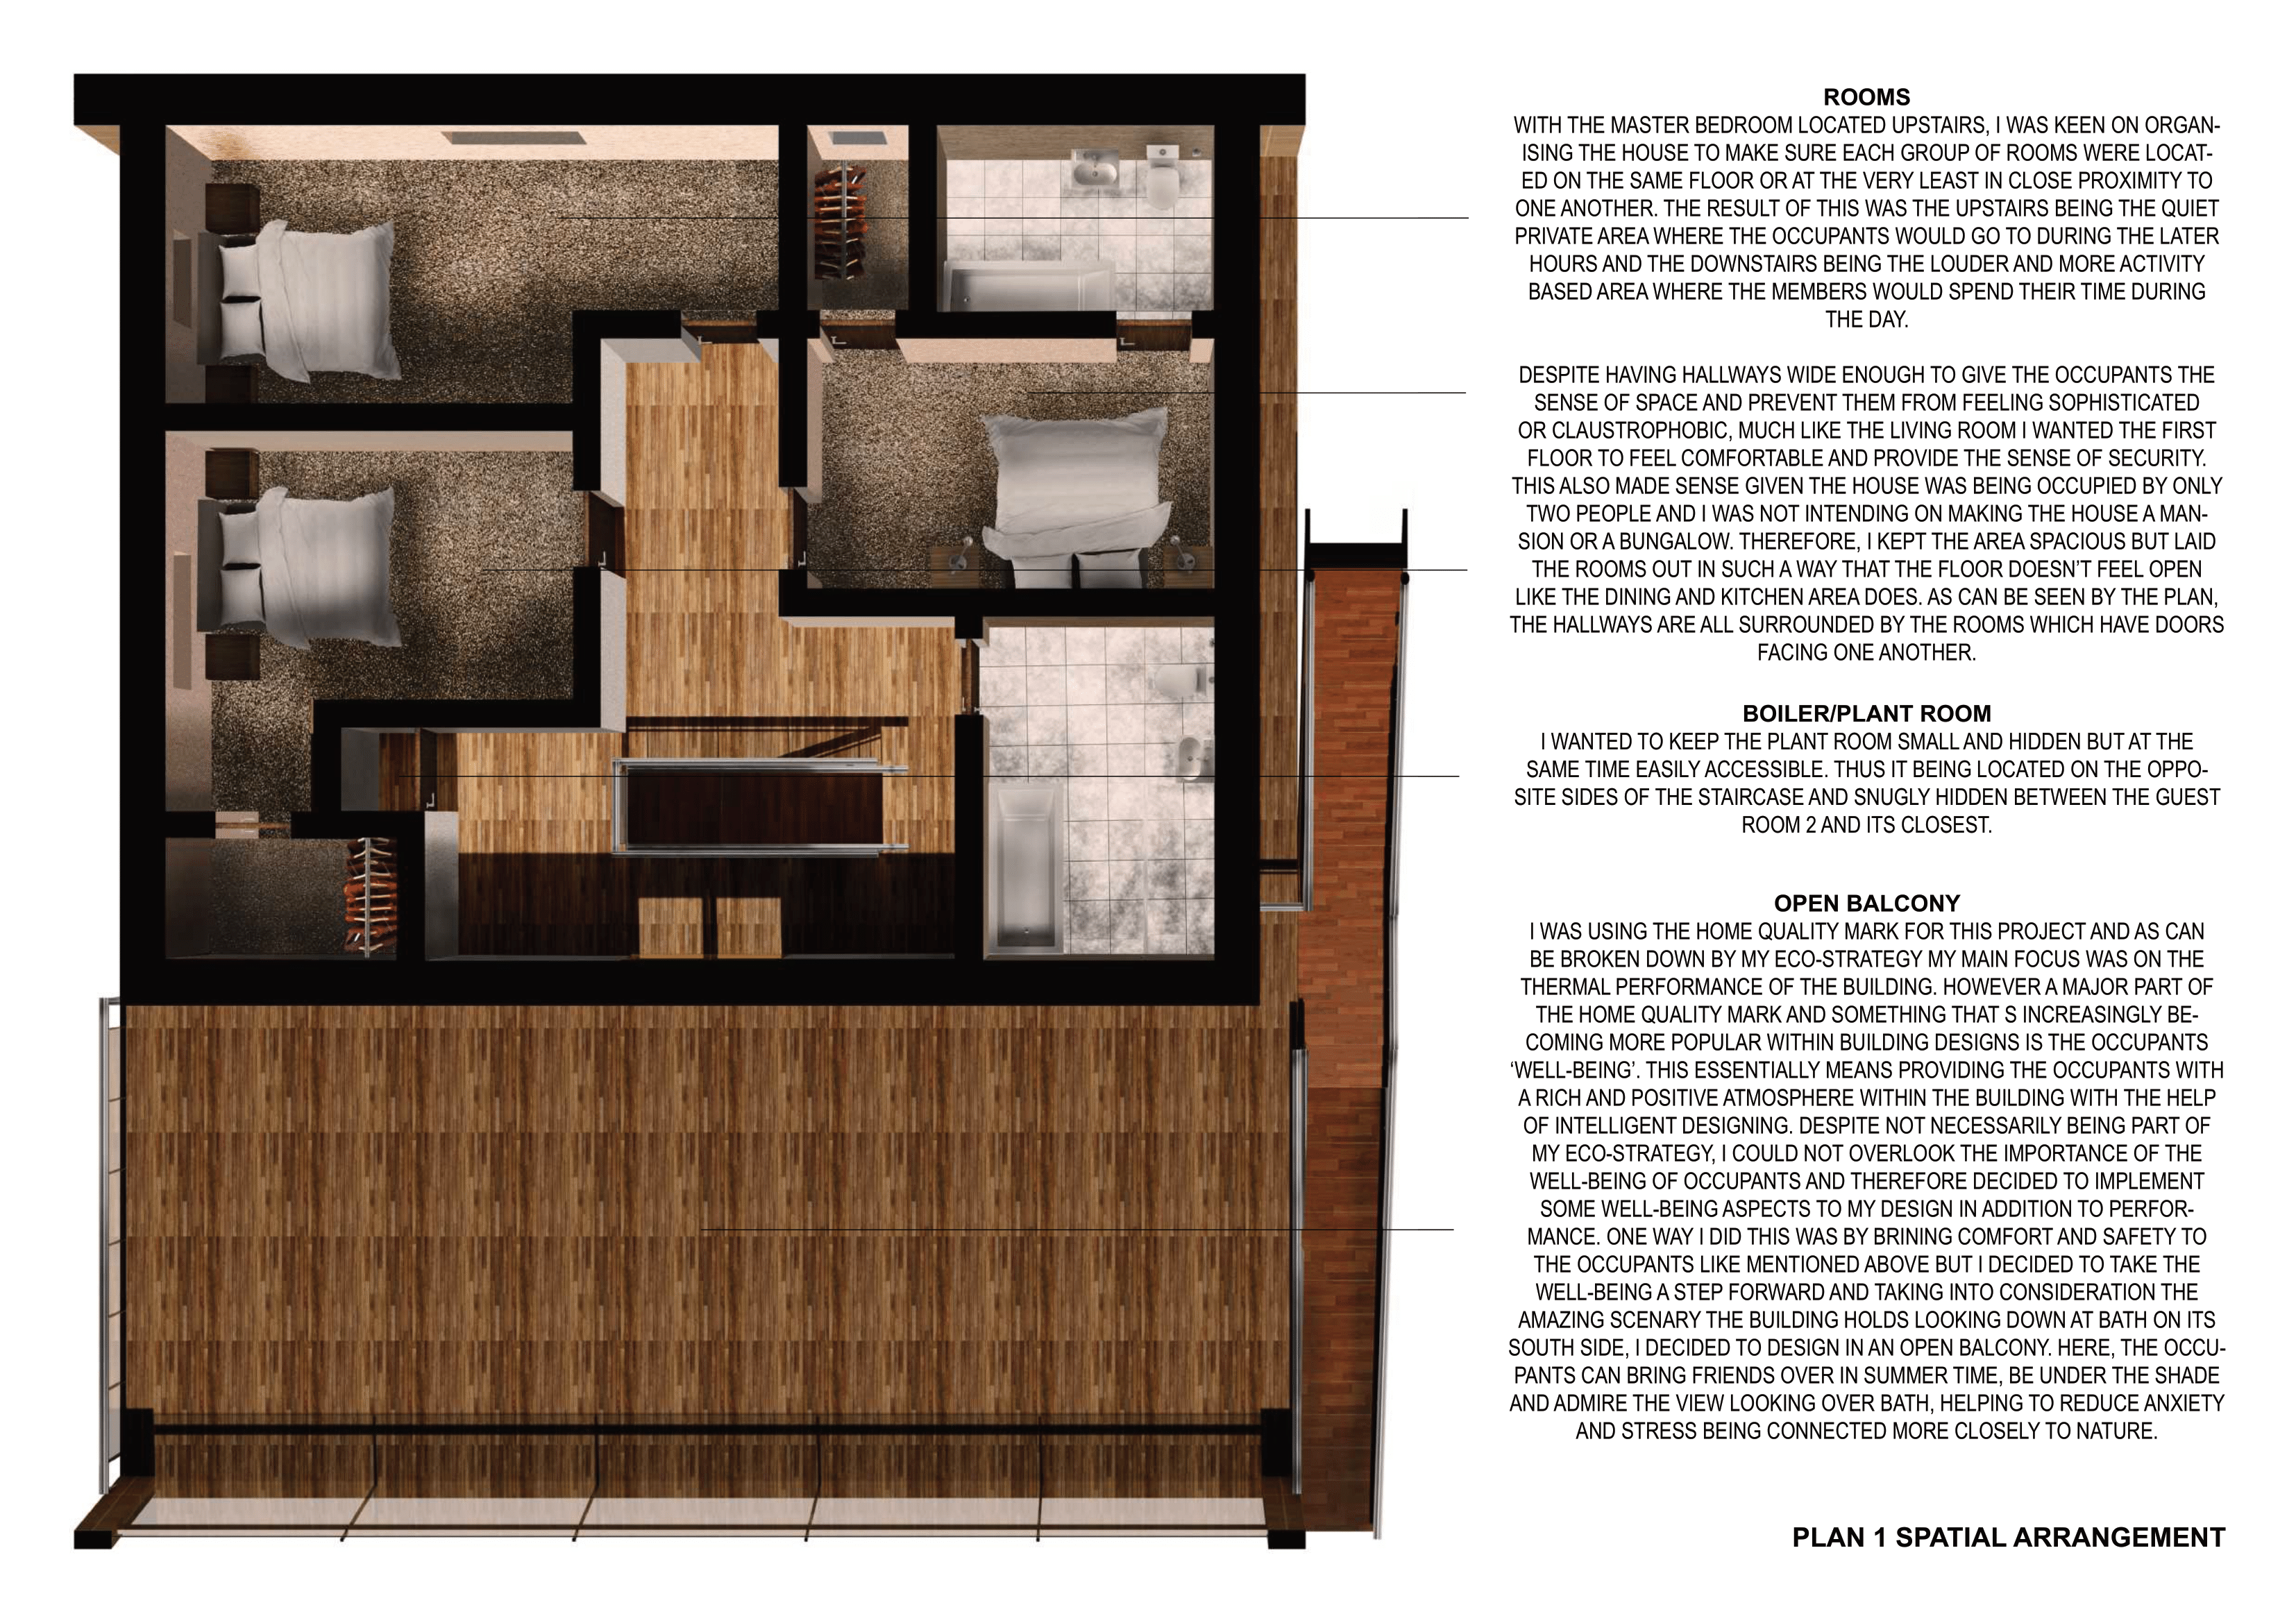 ROOMS
WITH THE MASTER BEDROOM LOCATED UPSTAIRS, I WAS KEEN ON ORGAN-
ISING THE HOUSE TO MAKE SURE EACH GROUP OF ROOMS WERE LOCAT-
ED ON THE SAME FLOOR OR AT THE VERY LEAST IN CLOSE PROXIMITY TO
ONE ANOTHER. THE RESULT OF THIS WAS THE UPSTAIRS BEING THE QUIET
PRIVATE AREA WHERE THE OCCUPANTS WOULD GO TO DURING THE LATER
HOURS AND THE DOWNSTAIRS BEING THE LOUDER AND MORE ACTIVITY
BASED AREA WHERE THE MEMBERS WOULD SPEND THEIR TIME DURING
THE DAY.
DESPITE HAVING HALLWAYS WIDE ENOUGH TO GIVE THE OCCUPANTS THE
SENSE OF SPACE AND PREVENT THEM FROM FEELING SOPHISTICATED
OR CLAUSTROPHOBIC, MUCH LIKE THE LIVING ROOM I WANTED THE FIRST
FLOOR TO FEEL COMFORTABLE AND PROVIDE THE SENSE OF SECURITY.
THIS ALSO MADE SENSE GIVEN THE HOUSE WAS BEING OCCUPIED BY ONLY
TWO PEOPLE AND I WAS NOT INTENDING ON MAKING THE HOUSE A MAN-
SION OR A BUNGALOW. THEREFORE, I KEPT THE AREA SPACIOUS BUT LAID
THE ROOMS OUT IN SUCH A WAY THAT THE FLOOR DOESN'T FEEL OPEN
LIKE THE DINING AND KITCHEN AREA DOES. AS CAN BE SEEN BY THE PLAN,
THE HALLWAYS ARE ALL SURROUNDED BY THE ROOMS WHICH HAVE DOORS
FACING ONE ANOTHER.
BOILER/PLANT ROOM
I WANTED TO KEEP THE PLANT ROOM SMALL AND HIDDEN BUT AT THE
SAME TIME EASILY ACCESSIBLE. THUS IT BEING LOCATED ON THE OPPO-
SITE SIDES OF THE STAIRCASE AND SNUGLY HIDDEN BETWEEN THE GUEST
ROOM 2 AND ITS CLOSEST.
OPEN BALCONY
I WAS USING THE HOME QUALITY MARK FOR THIS PROJECT AND AS CAN
BE BROKEN DOWN BY MY ECO-STRATEGY MY MAIN FOCUS WAS ON THE
THERMAL PERFORMANCE OF THE BUILDING. HOWEVER A MAJOR PART OF
THE HOME QUALITY MARK AND SOMETHING THAT S INCREASINGLY BE-
COMING MORE POPULAR WITHIN BUILDING DESIGNS IS THE OCCUPANTS
'WELL-BEING'. THIS ESSENTIALLY MEANS PROVIDING THE OCCUPANTS WITH
A RICH AND POSITIVE ATMOSPHERE WITHIN THE BUILDING WITH THE HELP
OF INTELLIGENT DESIGNING. DESPITE NOT NECESSARILY BEING PART OF
MY ECO-STRATEGY, I COULD NOT OVERLOOK THE IMPORTANCE OF THE
WELL-BEING OF OCCUPANTS AND THEREFORE DECIDED TO IMPLEMENT
SOME WELL-BEING ASPECTS TO MY DESIGN IN ADDITION TO PERFOR-
MANCE. ONE WAY I DID THIS WAS BY BRINING COMFORT AND SAFETY TO
THE OCCUPANTS LIKE MENTIONED ABOVE BUT I DECIDED TO TAKE THE
WELL-BEING A STEP FORWARD AND TAKING INTO CONSIDERATION THE
AMAZING SCENARY THE BUILDING HOLDS LOOKING DOWN AT BATH ON ITS
SOUTH SIDE, I DECIDED TO DESIGN IN AN OPEN BALCONY. HERE, THE OCCU-
PANTS CAN BRING FRIENDS OVER IN SUMMER TIME, BE UNDER THE SHADE
AND ADMIRE THE VIEW LOOKING OVER BATH, HELPING TO REDUCE ANXIETY
AND STRESS BEING CONNECTED MORE CLOSELY TO NATURE.
PLAN 1 SPATIAL ARRANGEMENT